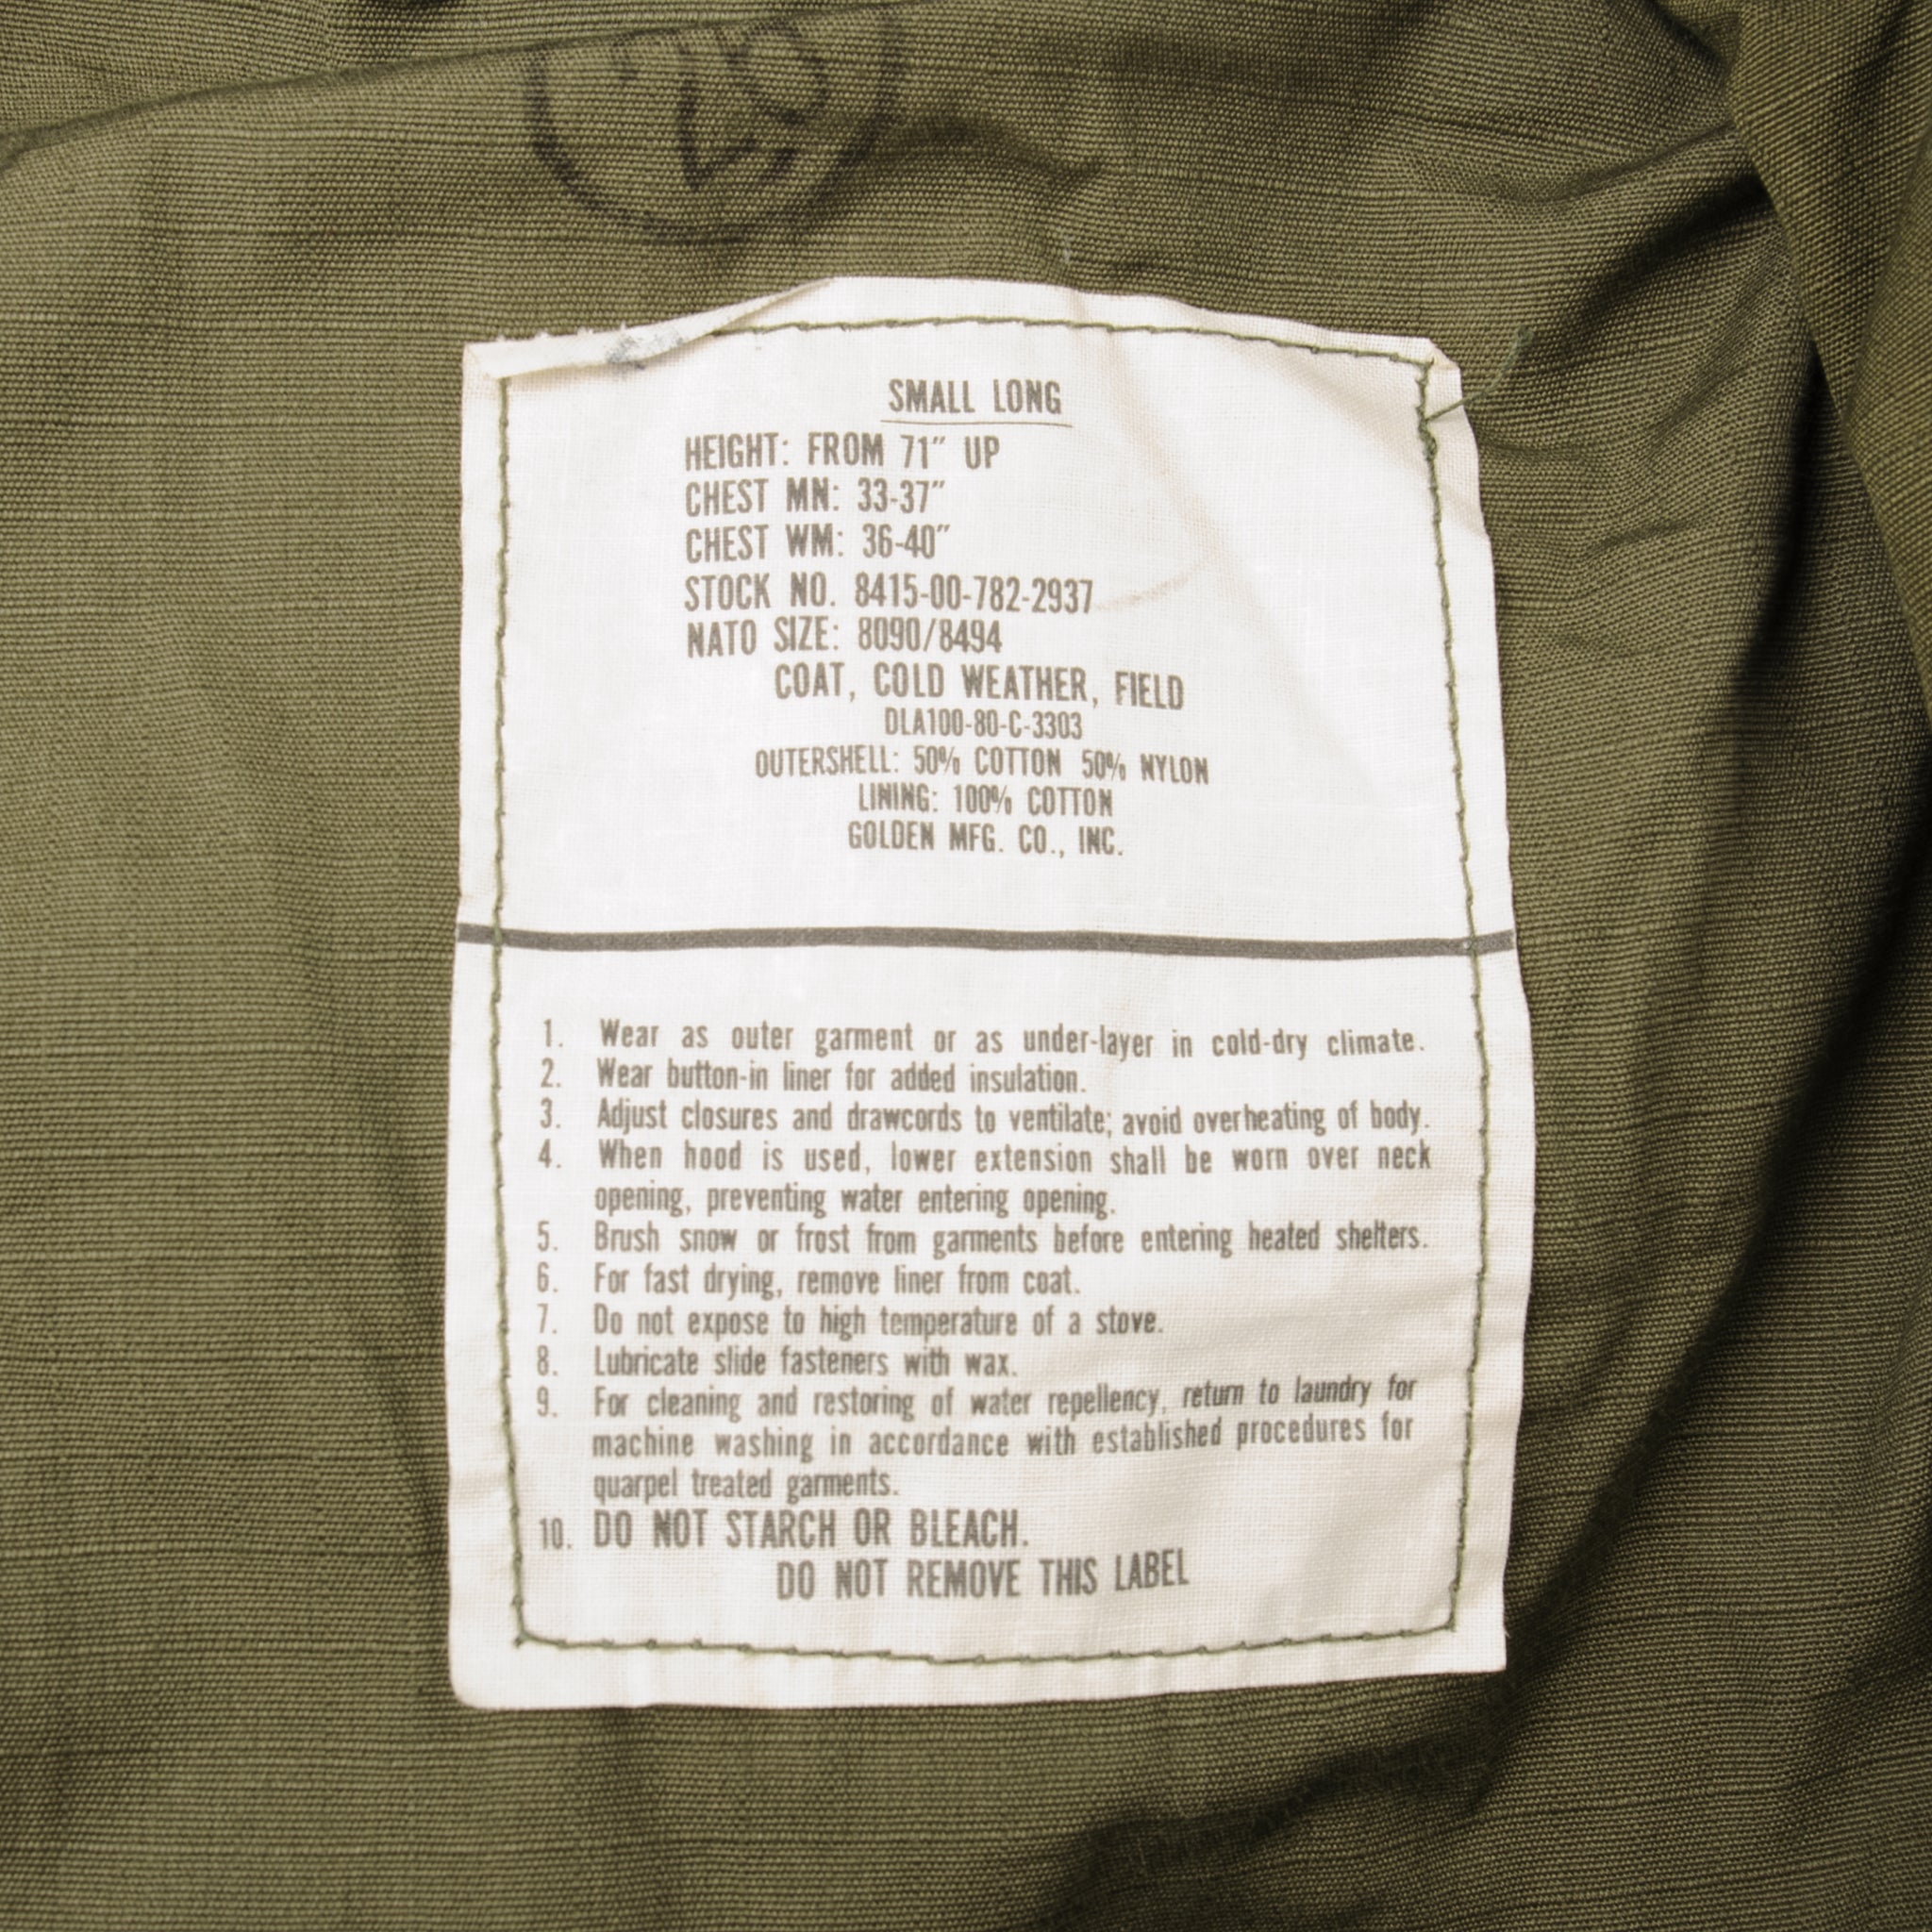 SMALL LONG
HEIGHT: FROM 71" UP
CHEST MN: 33-37"
CHEST WM: 36-40"
STOCK NO. 8415-00-782-2937
NATO SIZE: 8090/8494
COAT, COLD WEATHER, FIELD
DLA100-80-C-3303
OUTERSHELL: 50% COTTON 50% NYLON
LINING: 100% COTTON
GOLDEN MFG. CO., INC.
1. Wear as outer garment or as under-layer in cold-dry climate.
2. Wear button-in liner for added insulation.
3. Adjust closures and drawcords to ventilate; avoid overheating of body.
4. When hood is used, lower extension shall be worn over neck
opening, preventing water entering opening.
5. Brush snow or frost from garments before entering heated shelters.
6. For fast drying, remove liner from coat.
7. Do not expose to high temperature of a stove.
8. Lubricate slide fasteners with wax.
9. For cleaning and restoring of water repellency, return to laundry for
machine washing in accordance with established procedures for
quarpel treated garments.
10. DO NOT STARCH OR BLEACH.
DO NOT REMOVE THIS LABEL